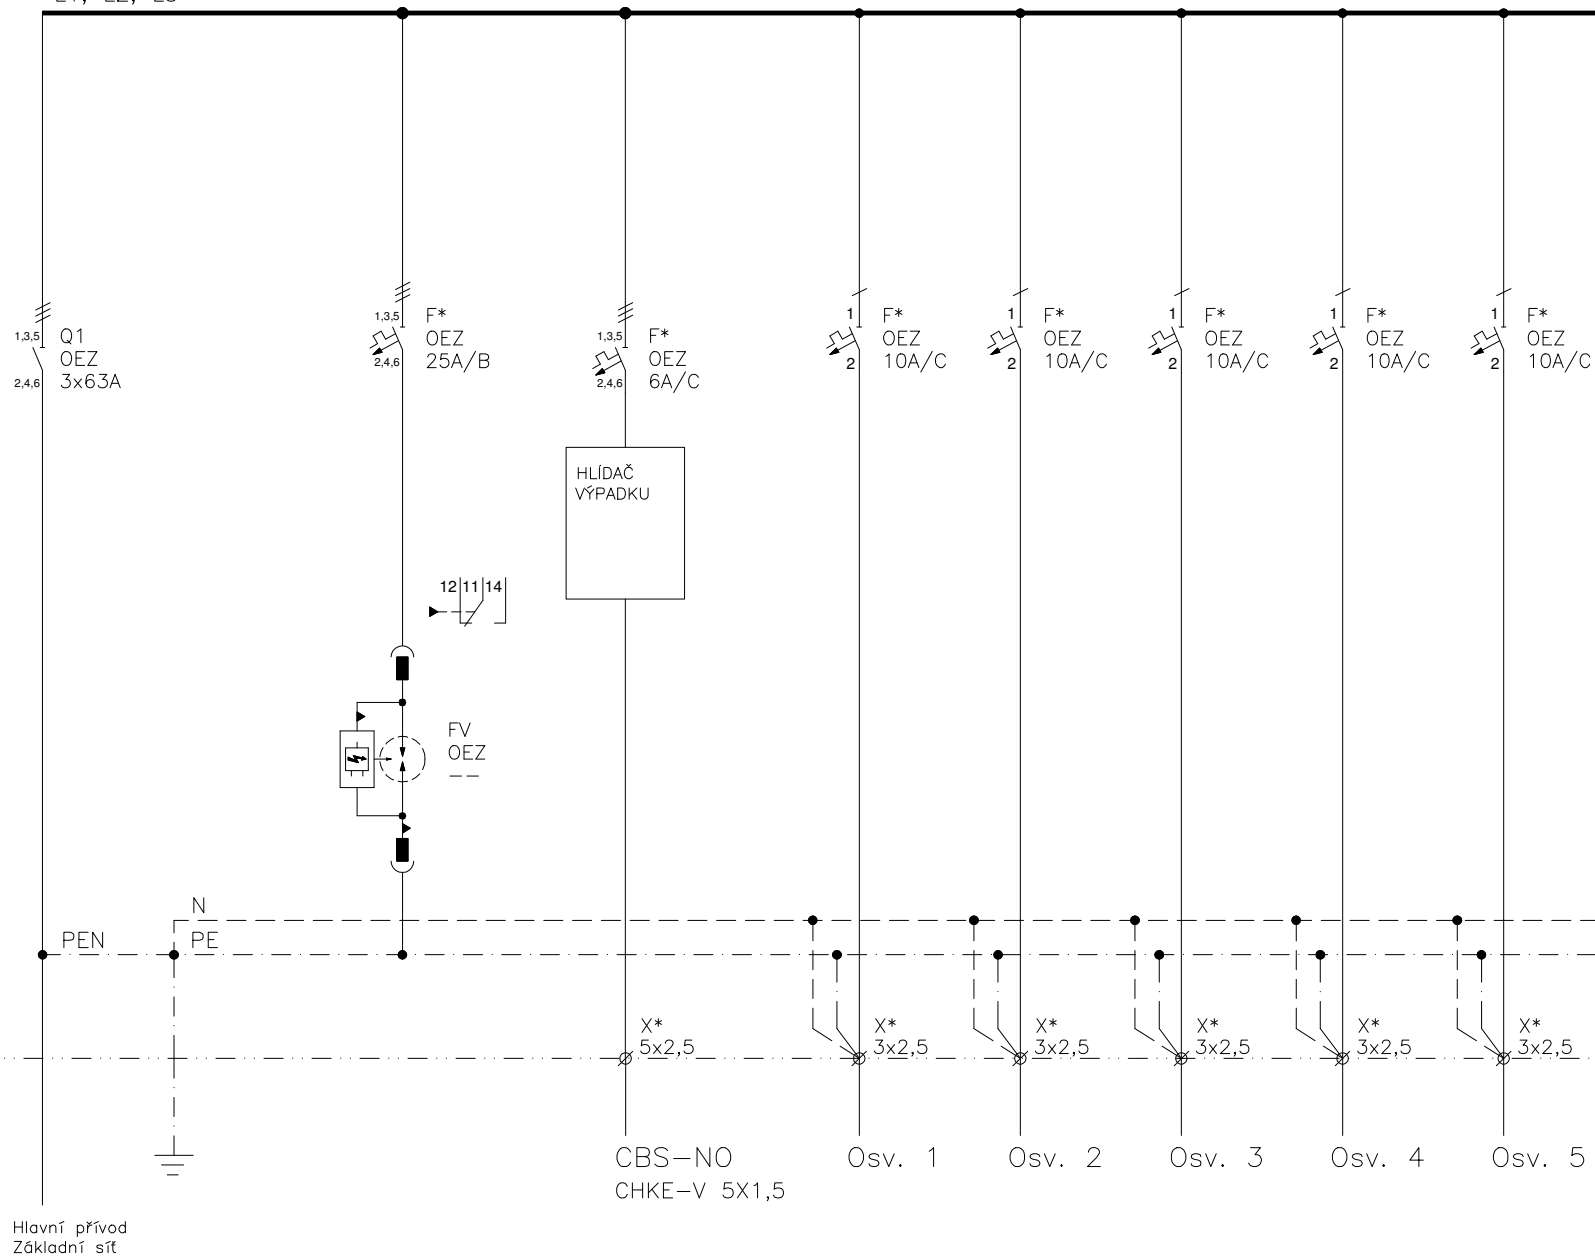 L1, L2, L3
1,3,5
Q1
OEZ
2,4,6
3x63A
1,3,5
F*
OEZ
2,4,6
25A/B
1,3,5
F*
OEZ
2,4,6
6A/C
1
F*
OEZ
2
10A/C
1
F*
OEZ
2
10A/C
1
F*
OEZ
2
10A/C
1
F*
OEZ
2
10A/C
1
F*
OEZ
2
10A/C
HLÍDAČ
VÝPADKU
12 11 14
FV
OEZ
--
N
PEN
PE
X*
5x2,5
X*
3x2,5
X*
3x2,5
X*
3x2,5
X*
3x2,5
X*
3x2,5
CBS-NO
CHKE-V 5X1,5
Osv. 1
Osv. 2
Osv. 3
Osv. 4
Osv. 5
Hlavní přívod
Základní síť